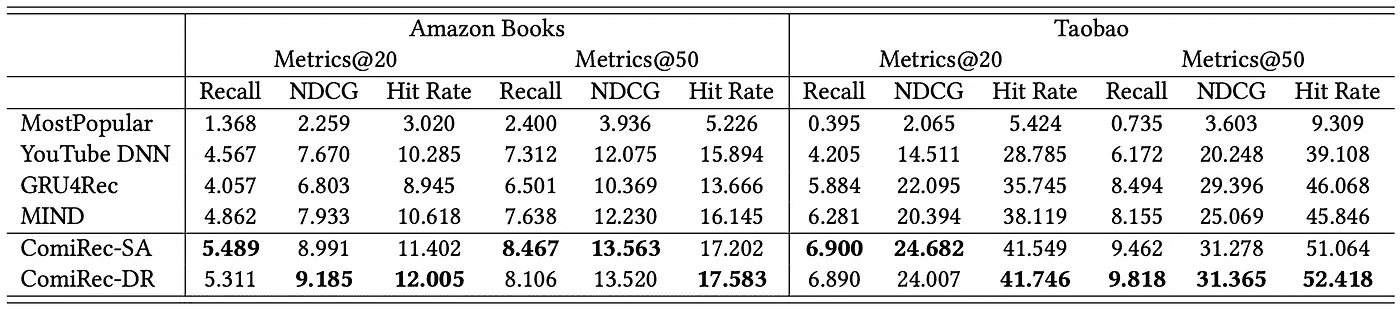 Amazon Books Taobao
Metrics@20 Metrics@50 Metrics@20 Metrics@50
Recall NDCG Hit Rate Recall NDCG Hit Rate Recall NDCG Hit Rate Recall NDCG Hit Rate
MostPopular 1.368 2.259 3.020 2.400 3.936 5.226 0.395 2.065 5.424 0.735 3.603 9.309
YouTube DNN 4.567 7.670 10.285 7.312 12.075 15.894 4.205 14.511 28.785 6.172 20.248 39.108
GRU4Rec 4.057 6.803 8.945 6.501 10.369 13.666 5.884 22.095 35.745 8.494 29.396 46.068
MIND 4.862 7.933 10.618 7.638 12.230 16.145 6.281 20.394 38.119 8.155 25.069 45.846
ComiRec-SA 5.489 8.991 11.402 8.467 13.563 17.202 6.900 24.682 41.549 9.462 31.278 51.064
ComiRec-DR 5.311 9.185 12.005 8.106 13.520 17.583 6.890 24.007 41.746 9.818 31.365 52.418